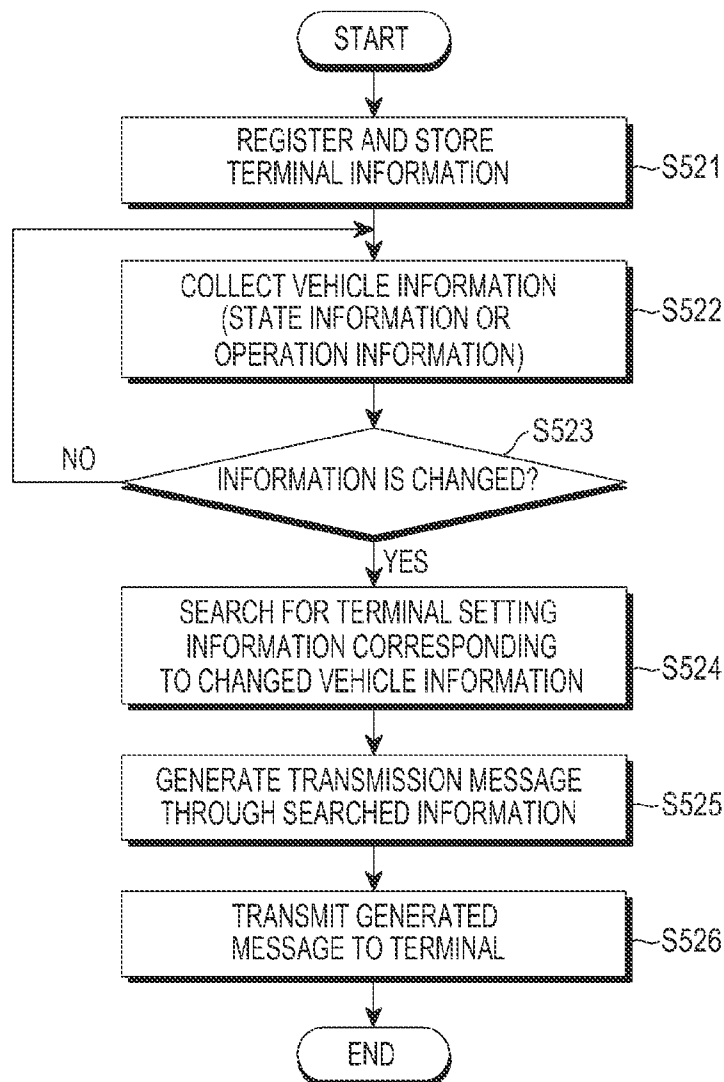 START
REGISTER AND STORE
TERMINAL INFORMATION
S521
COLLECT VEHICLE INFORMATION
(STATE INFORMATION OR
OPERATION INFORMATION)
S522
S523
NO
INFORMATION IS CHANGED?
YES
SEARCH FOR TERMINAL SETTING
INFORMATION CORRESPONDING
TO CHANGED VEHICLE INFORMATION
S524
GENERATE TRANSMISSION MESSAGE
THROUGH SEARCHED INFORMATION
S525
TRANSMIT GENERATED
MESSAGE TO TERMINAL
S526
END